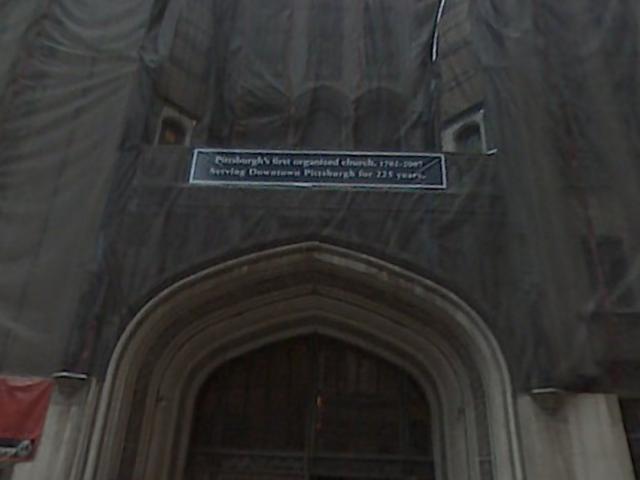 Pittsburgh's first organized church, 1782-2007
Serving Downtown Pittsburgh for 225 years.